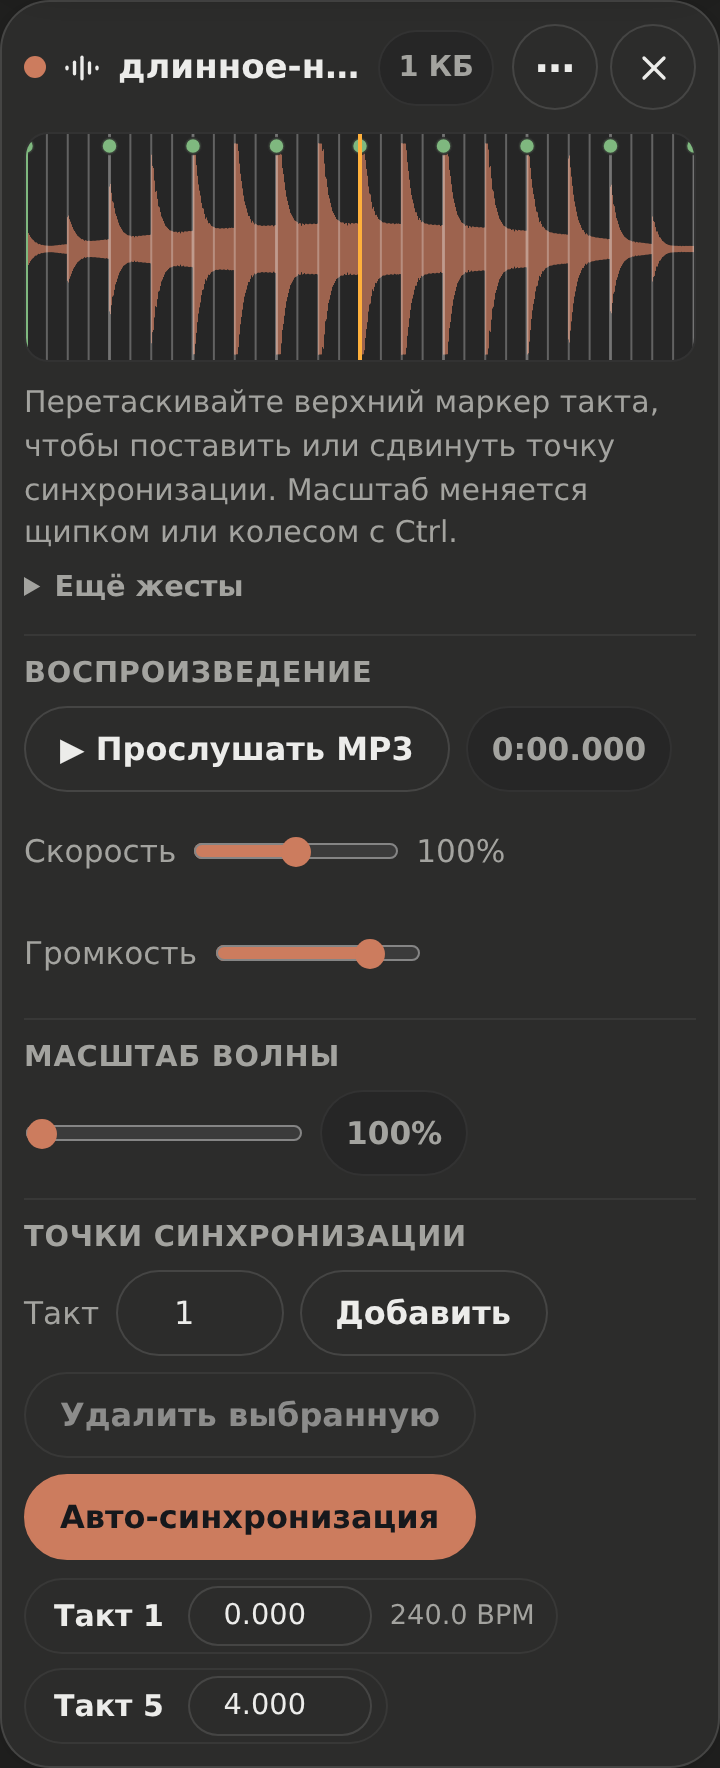 длинное-н...
1 КБ
Перетаскивайте верхний маркер такта,
чтобы поставить или сдвинуть точку
синхронизации. Масштаб меняется
щипком или колесом с Ctrl.
▶ Ещё жесты
ВОСПРОИЗВЕДЕНИЕ
▶ Прослушать MP3
0:00.000
Скорость
100%
Громкость
МАСШТАБ ВОЛНЫ
100%
ТОЧКИ СИНХРОНИЗАЦИИ
Такт
1
Добавить
Удалить выбранную
Авто-синхронизация
Такт 1
0.000
240.0 BPM
Такт 5
4.000